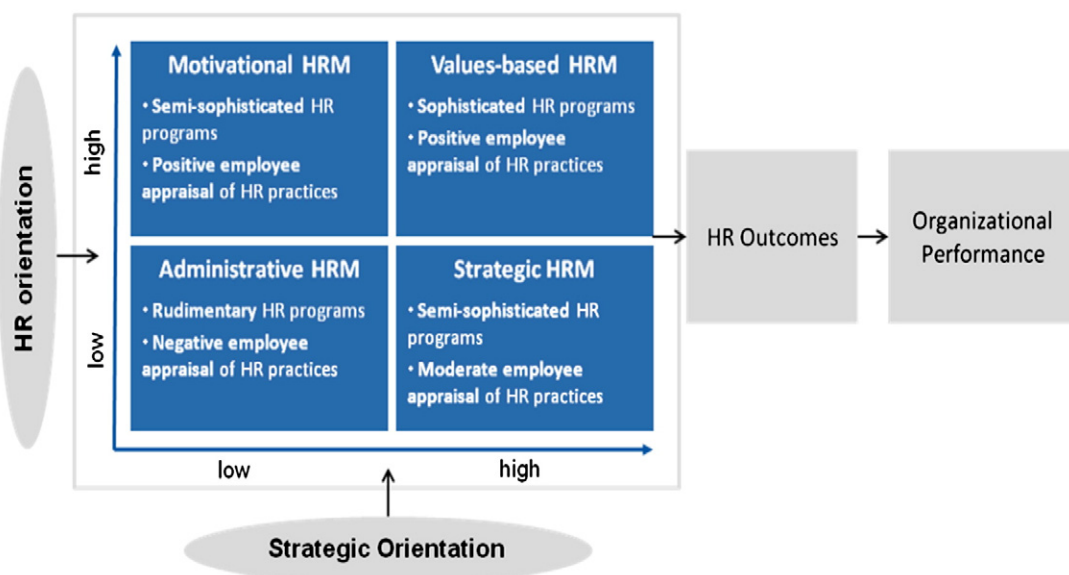 HR orientation
high
low
Motivational HRM
• Semi-sophisticated HR
programs
• Positive employee
appraisal of HR practices
Values-based HRM
• Sophisticated HR programs
• Positive employee
appraisal of HR practices
Administrative HRM
• Rudimentary HR programs
• Negative employee
appraisal of HR practices
Strategic HRM
• Semi-sophisticated HR
programs
• Moderate employee
appraisal of HR practices
low
high
Strategic Orientation
HR Outcomes
Organizational
Performance